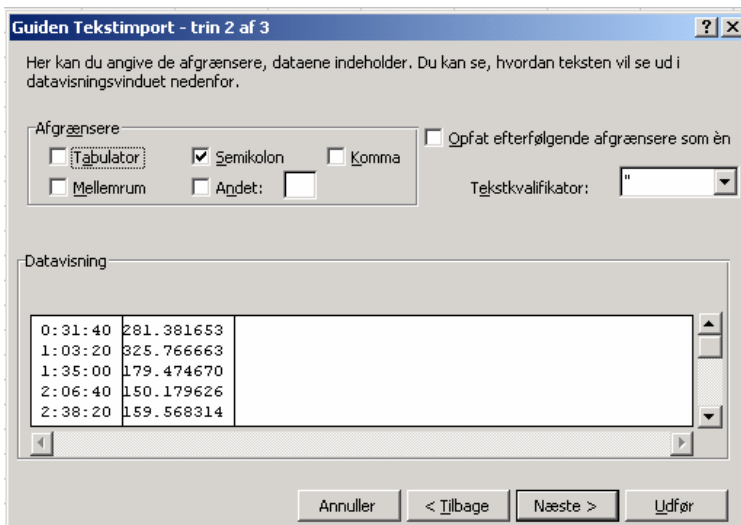 Guiden Tekstimport - trin 2 af 3
Her kan du angive de afgrænsere, dataene indeholder. Du kan se, hvordan teksten vil se ud i
datavisningsvinduet nedenfor.
Afgrænsere
Tabulator
Semikolon
Komma
Mellemrum
Andet:
Opfat efterfølgende afgrænsere som èn
Tekstkvalifikator:
"
Datavisning
0:31:40 281.381653
1:03:20 325.766663
1:35:00 179.474670
2:06:40 150.179626
2:38:20 159.568314
Annuller
< Tilbage
Næste >
Udfør